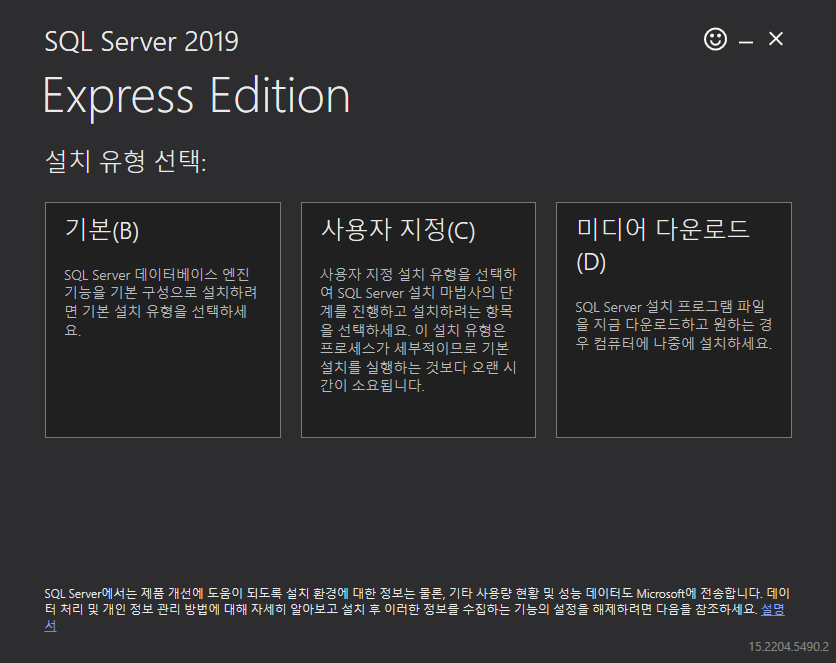 SQL Server 2019
Express Edition
설치 유형 선택:
기본(B)
SQL Server 데이터베이스 엔진
기능을 기본 구성으로 설치하려
면 기본 설치 유형을 선택하세
요.
사용자 지정(C)
사용자 지정 설치 유형을 선택하
여 SQL Server 설치 마법사의 단
계를 진행하고 설치하려는 항목
을 선택하세요. 이 설치 유형은
프로세스가 세부적이므로 기본
설치를 실행하는 것보다 오랜 시
간이 소요됩니다.
미디어 다운로드
(D)
SQL Server 설치 프로그램 파일
을 지금 다운로드하고 원하는 경
우 컴퓨터에 나중에 설치하세요.
SQL Server에서는 제품 개선에 도움이 되도록 설치 환경에 대한 정보는 물론, 기타 사용량 현황 및 성능 데이터도 Microsoft에 전송합니다. 데이
터 처리 및 개인 정보 관리 방법에 대해 자세히 알아보고 설치 후 이러한 정보를 수집하는 기능의 설정을 해제하려면 다음을 참조하세요. 설명
서
15.2204.5490.2